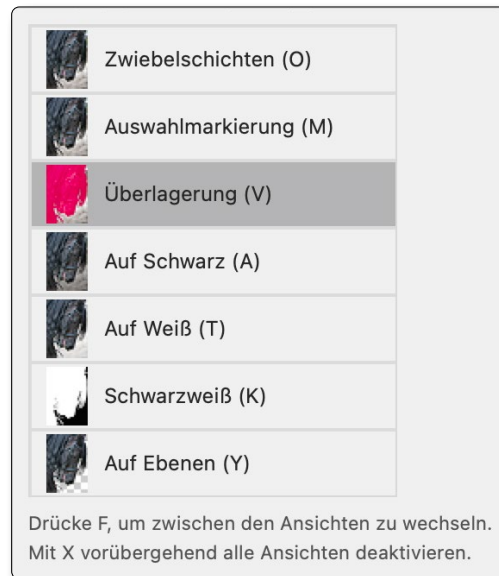 Zwiebelschichten (O)
Auswahlmarkierung (M)
Überlagerung (V)
Auf Schwarz (A)
Auf Weiß (T)
Schwarzweiß (K)
Auf Ebenen (Y)
Drücke F, um zwischen den Ansichten zu wechseln.
Mit X vorübergehend alle Ansichten deaktivieren.